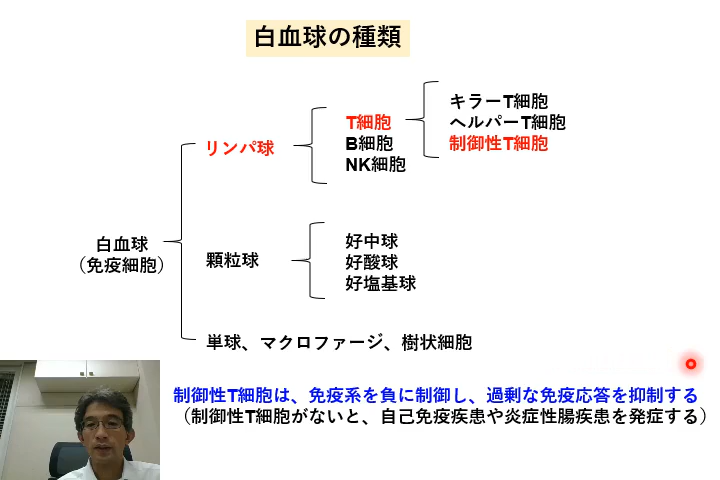 白血球の種類
キラーT細胞
ヘルパーT細胞
制御性T細胞
T細胞
B細胞
NK細胞
リンパ球
白血球
（免疫細胞）
顆粒球
好中球
好酸球
好塩基球
単球、マクロファージ、樹状細胞
制御性T細胞は、免疫系を負に制御し、過剰な免疫応答を抑制する
（制御性T細胞がないと、自己免疫疾患や炎症性腸疾患を発症する）